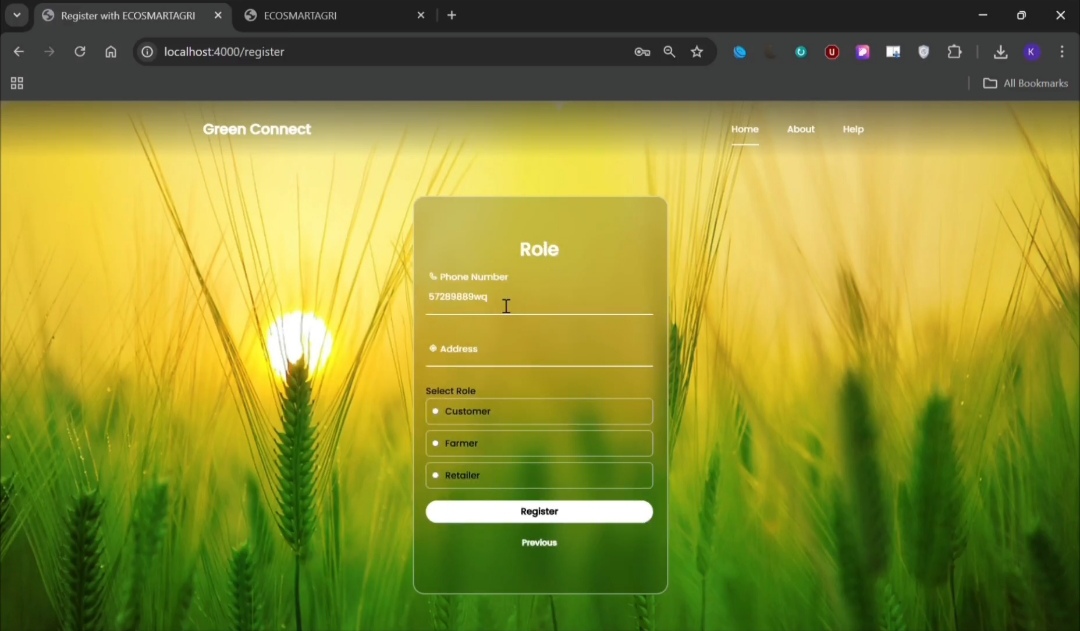 Register with ECOSMARTAGRI
ECOSMARTAGRI
localhost:4000/register
All Bookmarks
Green Connect
Home
About
Help
Role
Phone Number
57289889wq
Address
Select Role
Customer
Farmer
Retailer
Register
Previous